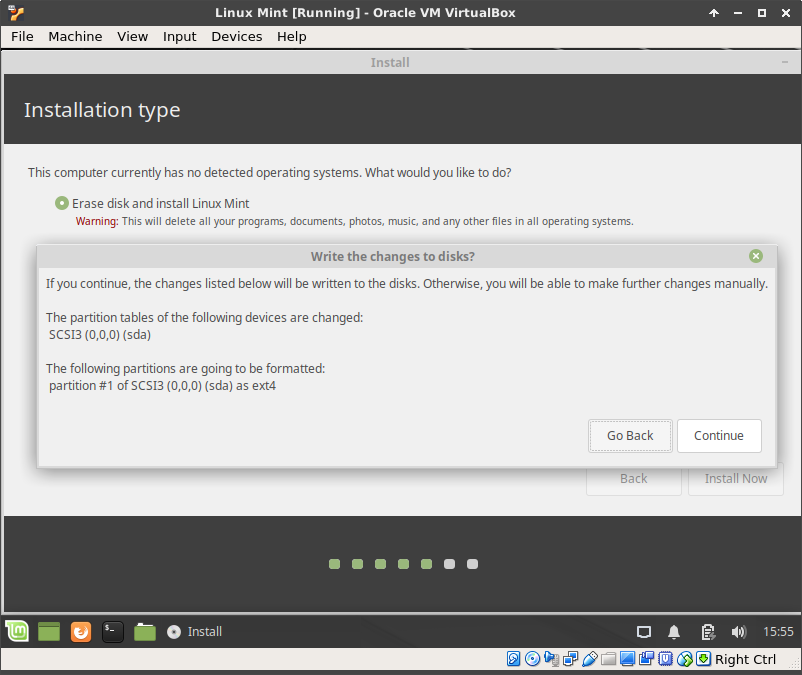 Linux Mint [Running] - Oracle VM VirtualBox
File Machine View Input Devices Help
Install
Installation type
This computer currently has no detected operating systems. What would you like to do?
Erase disk and install Linux Mint
Warning: This will delete all your programs, documents, photos, music, and any other files in all operating systems.
Write the changes to disks?
If you continue, the changes listed below will be written to the disks. Otherwise, you will be able to make further changes manually.
The partition tables of the following devices are changed:
SCSI3 (0,0,0) (sda)
The following partitions are going to be formatted:
partition #1 of SCSI3 (0,0,0) (sda) as ext4
Go Back Continue
Back Install Now
Install 15:55
Right Ctrl